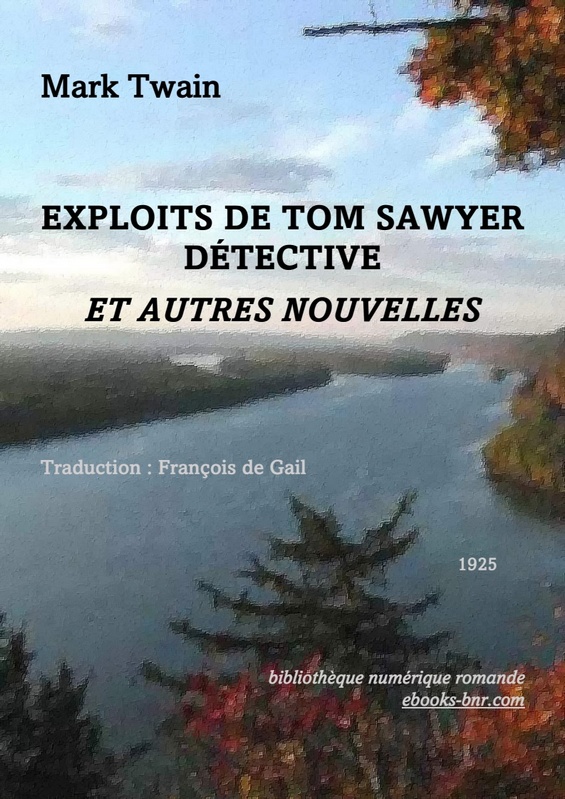 Mark Twain
EXPLOITS DE TOM SAWYER
DÉTECTIVE
ET AUTRES NOUVELLES
Traduction : François de Gail
1925
bibliothèque numérique romande
ebooks-bnr.com